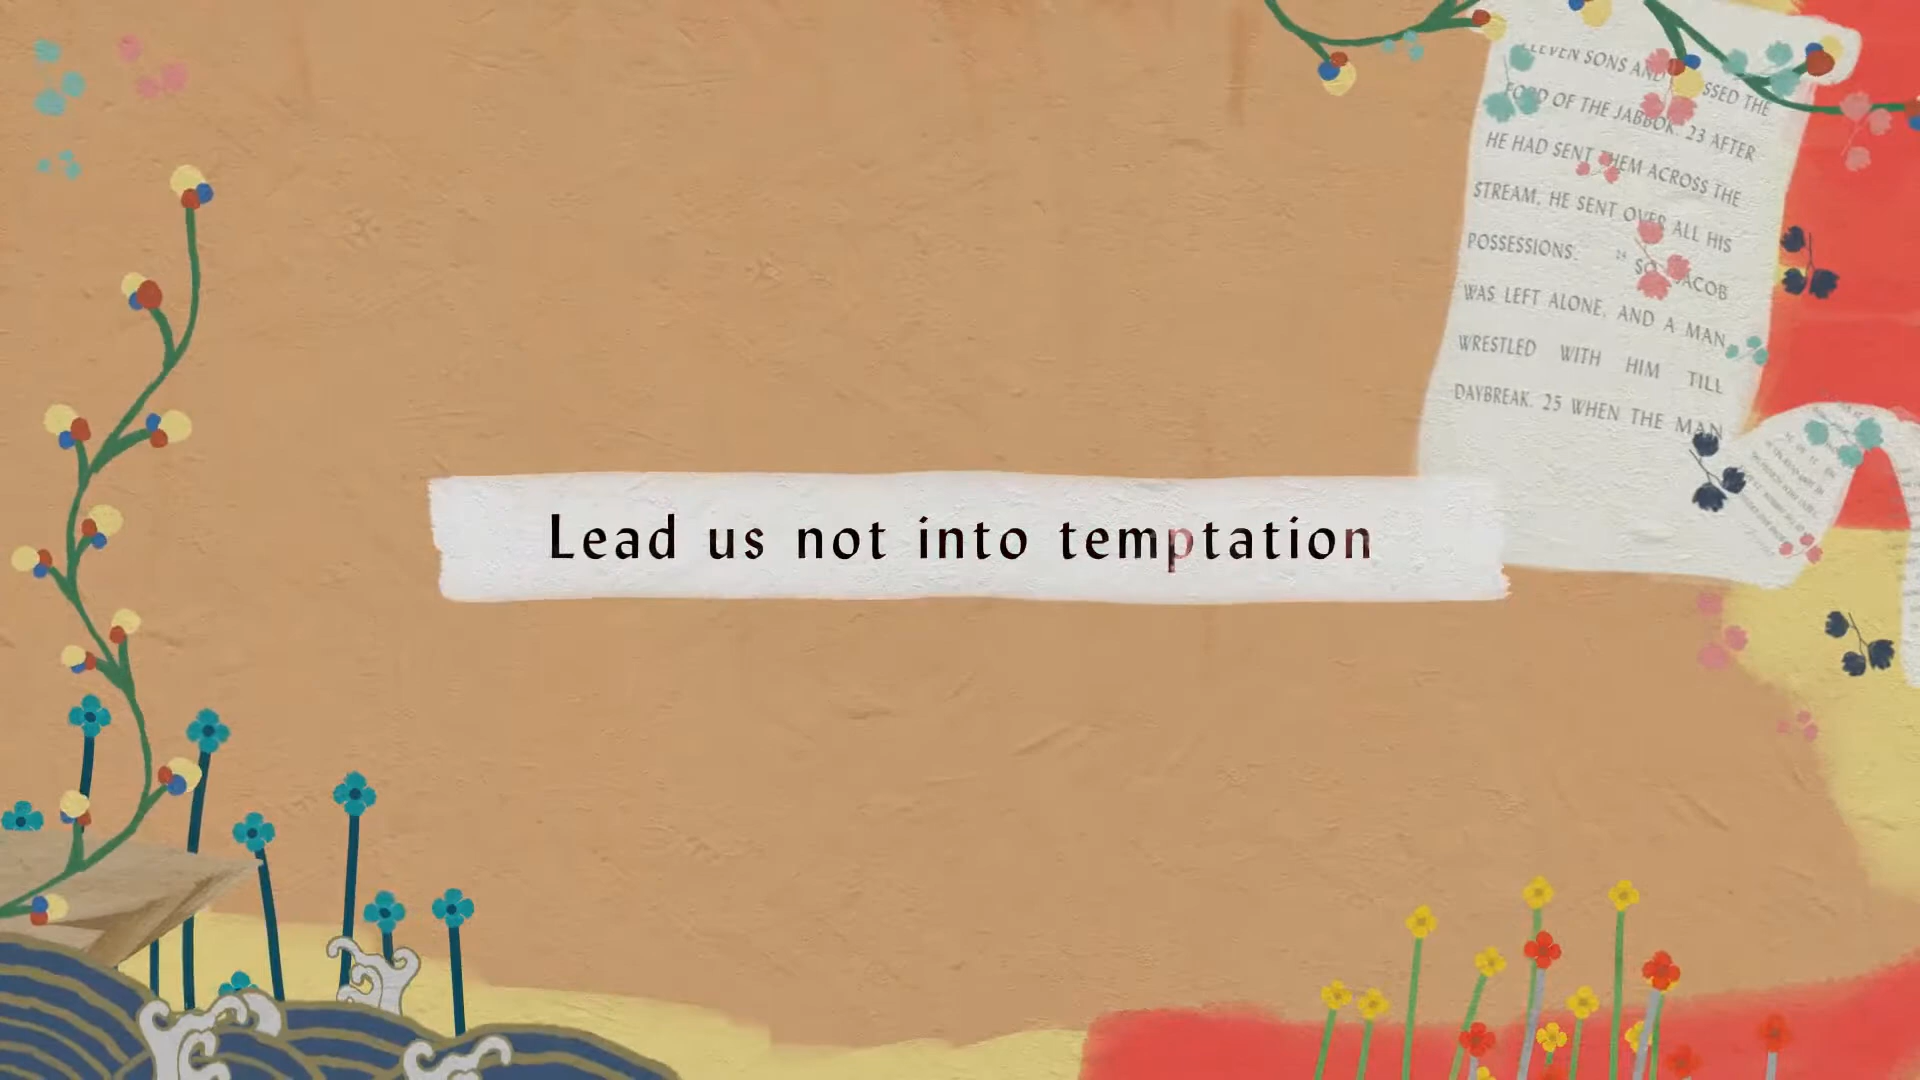 ELEVEN SONS AND SSED THE
FORD OF THE JABBOK. 23 AFTER
HE HAD SENT THEM ACROSS THE
STREAM, HE SENT OVER ALL HIS
POSSESSIONS. 24 SO JACOB
WAS LEFT ALONE, AND A MAN
WRESTLED WITH HIM TILL
DAYBREAK. 25 WHEN THE MAN
Lead us not into temptation